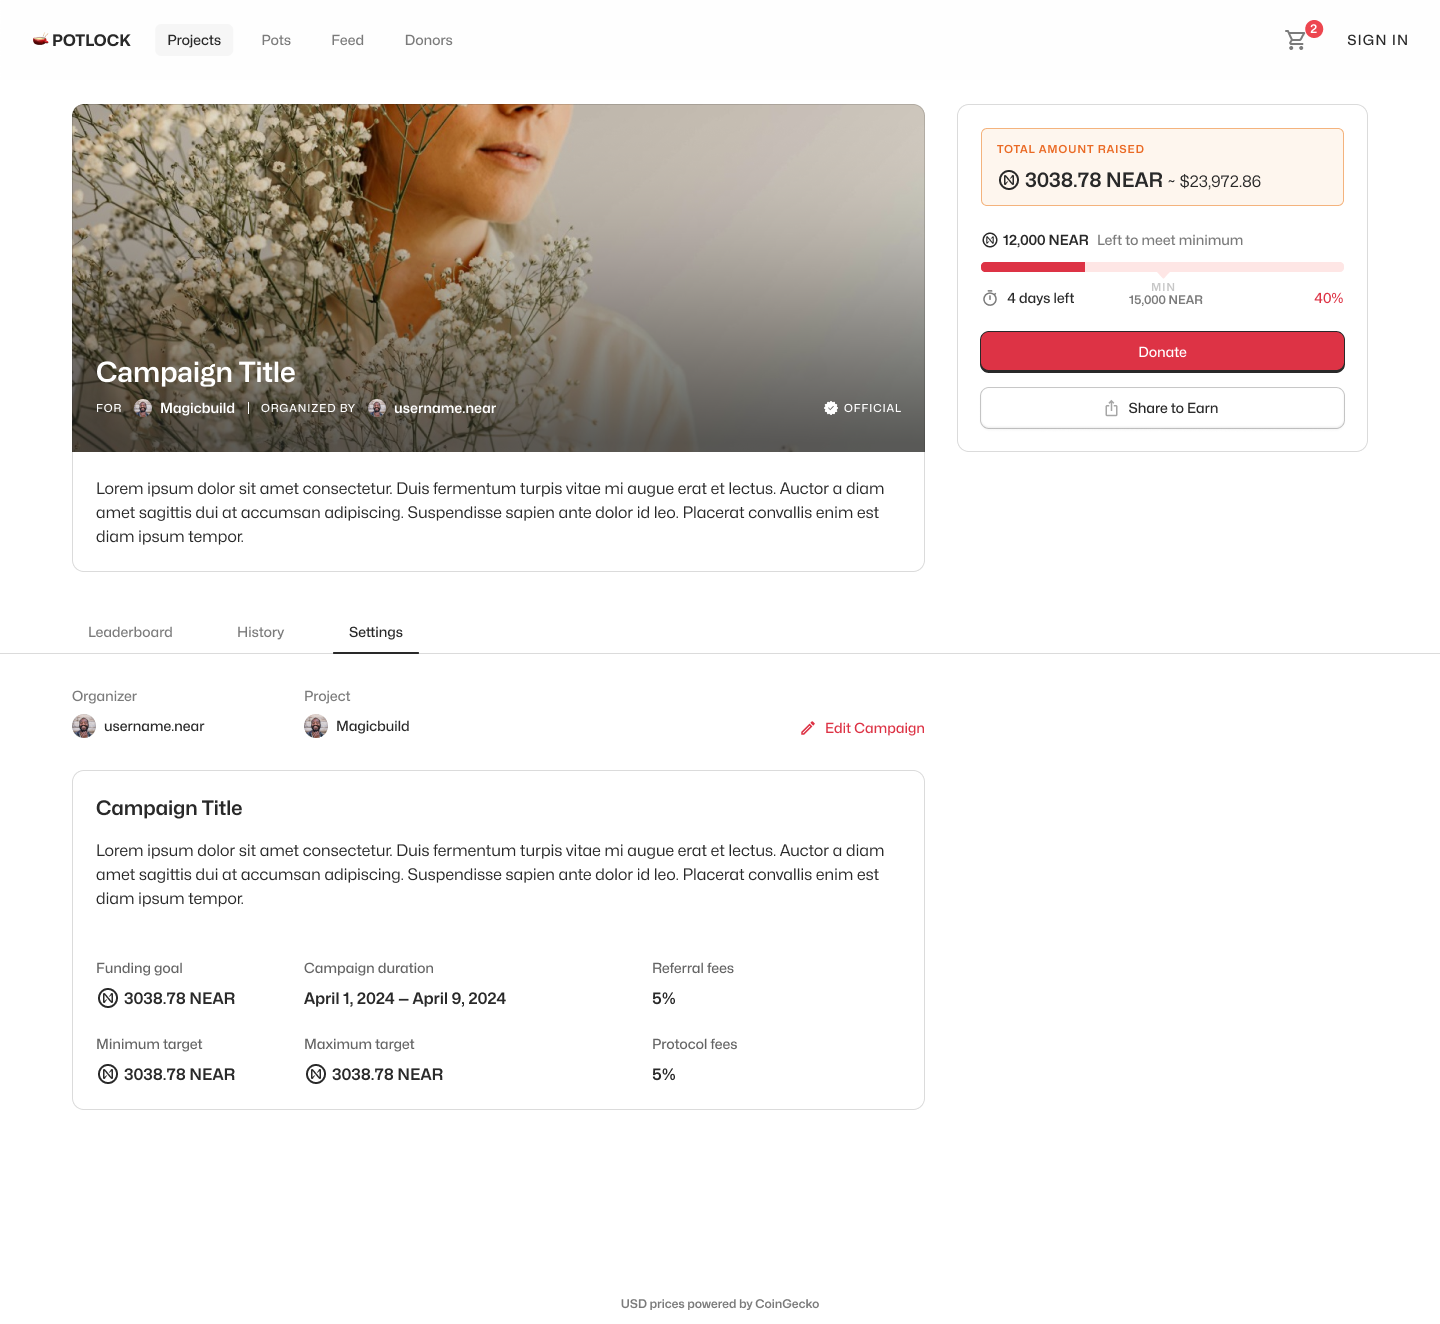 POTLOCK
Projects
Pots
Feed
Donors
2
SIGN IN
Campaign Title
FOR Magicbuild | ORGANIZED BY username.near
OFFICIAL
Lorem ipsum dolor sit amet consectetur. Duis fermentum turpis vitae mi augue erat et lectus. Auctor a diam
amet sagittis dui at accumsan adipiscing. Suspendisse sapien ante dolor id leo. Placerat convallis enim est
diam ipsum tempor.
TOTAL AMOUNT RAISED
3038.78 NEAR ~ $23,972.86
12,000 NEAR Left to meet minimum
MIN
4 days left
15,000 NEAR
40%
Donate
Share to Earn
Leaderboard
History
Settings
Organizer
username.near
Project
Magicbuild
Edit Campaign
Campaign Title
Lorem ipsum dolor sit amet consectetur. Duis fermentum turpis vitae mi augue erat et lectus. Auctor a diam
amet sagittis dui at accumsan adipiscing. Suspendisse sapien ante dolor id leo. Placerat convallis enim est
diam ipsum tempor.
Funding goal
3038.78 NEAR
Campaign duration
April 1, 2024 – April 9, 2024
Referral fees
5%
Minimum target
3038.78 NEAR
Maximum target
3038.78 NEAR
Protocol fees
5%
USD prices powered by CoinGecko